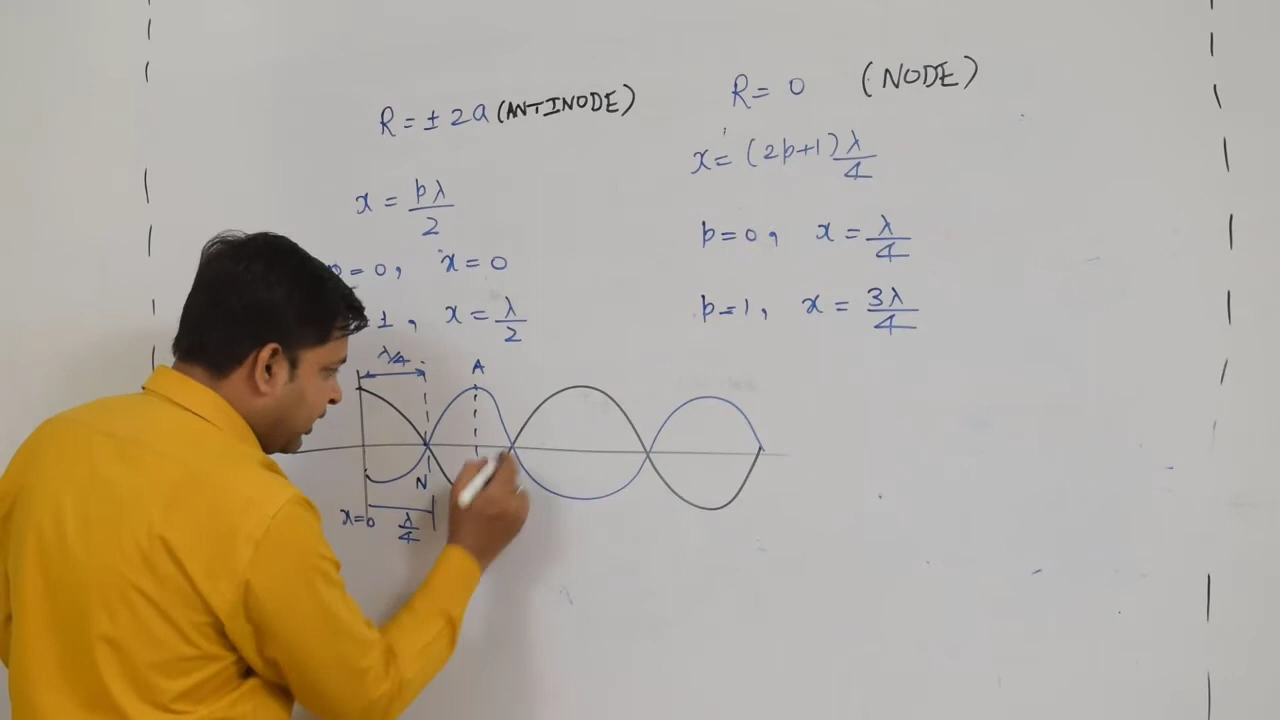 R = ± 2a (ANTINODE)
x = pλ/2
p = 0, x = 0
1, x = λ/2
R = 0 (NODE)
x = (2p+1) λ/4
p = 0, x = λ/4
p = 1, x = 3λ/4
λ/4
A
N
x=0
λ/4